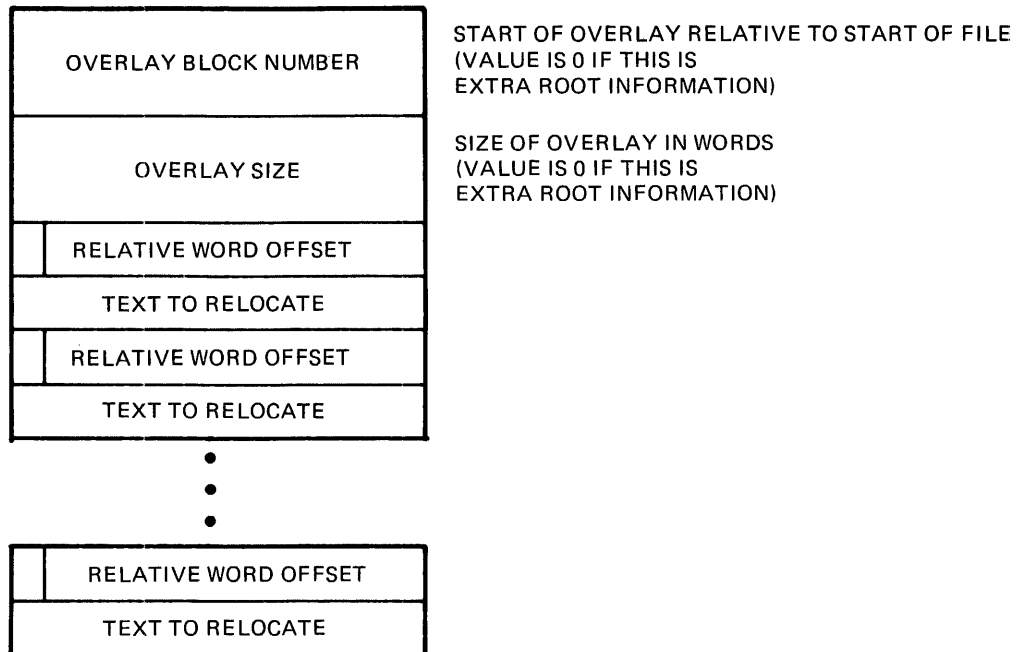 OVERLAY BLOCK NUMBER
START OF OVERLAY RELATIVE TO START OF FILE
(VALUE IS 0 IF THIS IS
EXTRA ROOT INFORMATION)
OVERLAY SIZE
SIZE OF OVERLAY IN WORDS
(VALUE IS 0 IF THIS IS
EXTRA ROOT INFORMATION)
RELATIVE WORD OFFSET
TEXT TO RELOCATE
RELATIVE WORD OFFSET
TEXT TO RELOCATE
RELATIVE WORD OFFSET
TEXT TO RELOCATE